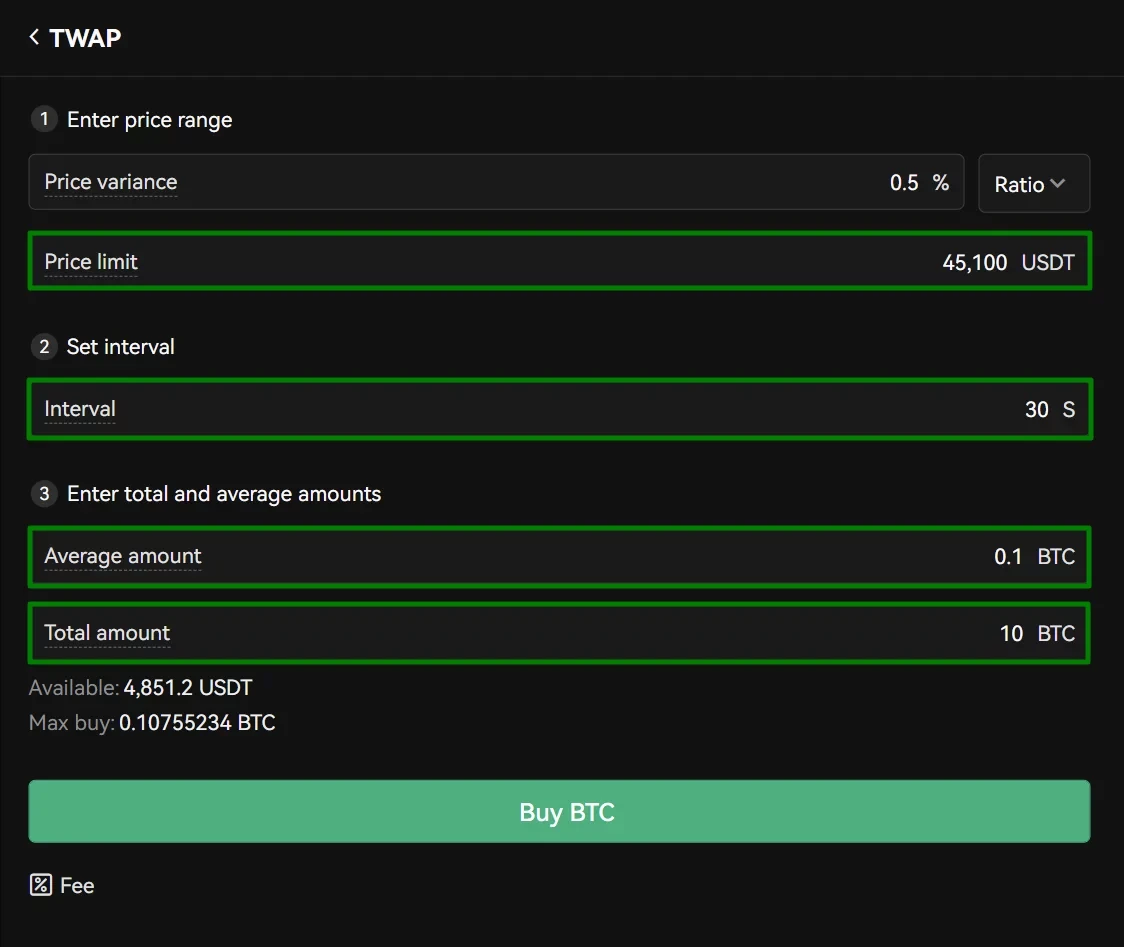 TWAP
1 Enter price range
Price variance 0.5 % Ratio
Price limit 45,100 USDT
2 Set interval
Interval 30 S
3 Enter total and average amounts
Average amount 0.1 BTC
Total amount 10 BTC
Available: 4,851.2 USDT
Max buy: 0.10755234 BTC
Buy BTC
Fee